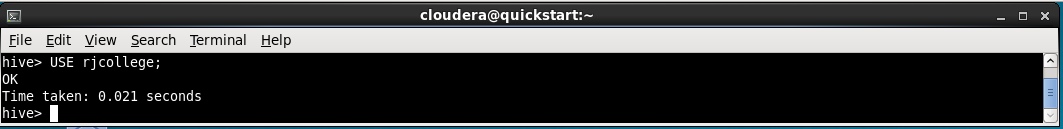 cloudera@quickstart:~
File Edit View Search Terminal Help
hive> USE rjcollege;
OK
Time taken: 0.021 seconds
hive>